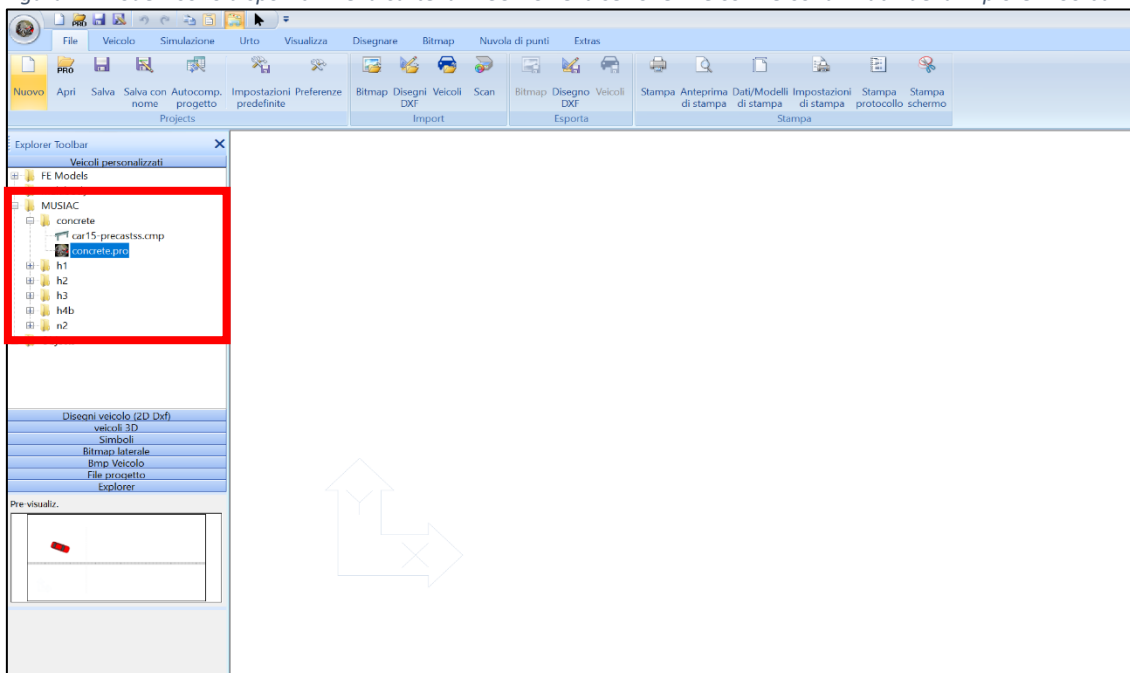 File Veicolo Simulazione Urto Visualizza Disegnare Bitmap Nuvola di punti Extras
PRO
Nuovo Apri Salva Salva con nome Autocomp. progetto Impostazioni predefinite Preferenze Bitmap Disegni DXF Veicoli Scan Bitmap Disegno DXF Veicoli Stampa Anteprima di stampa Dati/Modelli di stampa Impostazioni di stampa Stampa protocollo Stampa schermo
Projects Import Esporta Stampa
Explorer Toolbar
Veicoli personalizzati
FE Models
MUSIAC
concrete
car15-precastss.cmp
concrete.pro
h1
h2
h3
h4b
n2
Disegni veicolo (2D Dxf)
veicoli 3D
Simboli
Bitmap laterale
Bmp Veicolo
File progetto
Explorer
Pre-visualiz.
Y
X